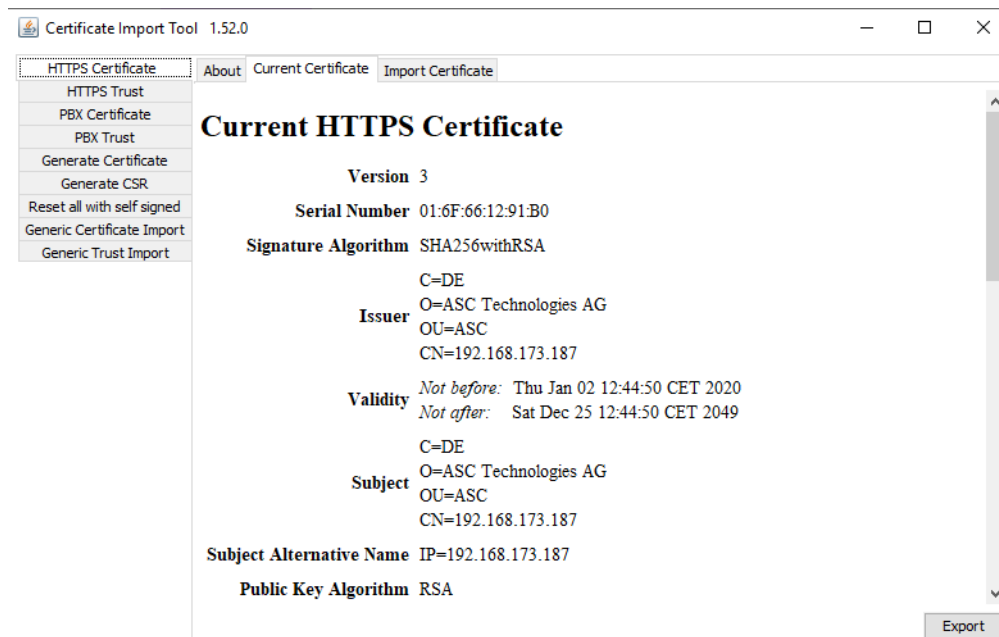 Certificate Import Tool 1.52.0
HTTPS Certificate
HTTPS Trust
PBX Certificate
PBX Trust
Generate Certificate
Generate CSR
Reset all with self signed
Generic Certificate Import
Generic Trust Import
About Current Certificate Import Certificate
Current HTTPS Certificate
Version 3
Serial Number 01:6F:66:12:91:B0
Signature Algorithm SHA256withRSA
Issuer
C=DE
O=ASC Technologies AG
OU=ASC
CN=192.168.173.187
Validity
Not before: Thu Jan 02 12:44:50 CET 2020
Not after: Sat Dec 25 12:44:50 CET 2049
Subject
C=DE
O=ASC Technologies AG
OU=ASC
CN=192.168.173.187
Subject Alternative Name IP=192.168.173.187
Public Key Algorithm RSA
Export